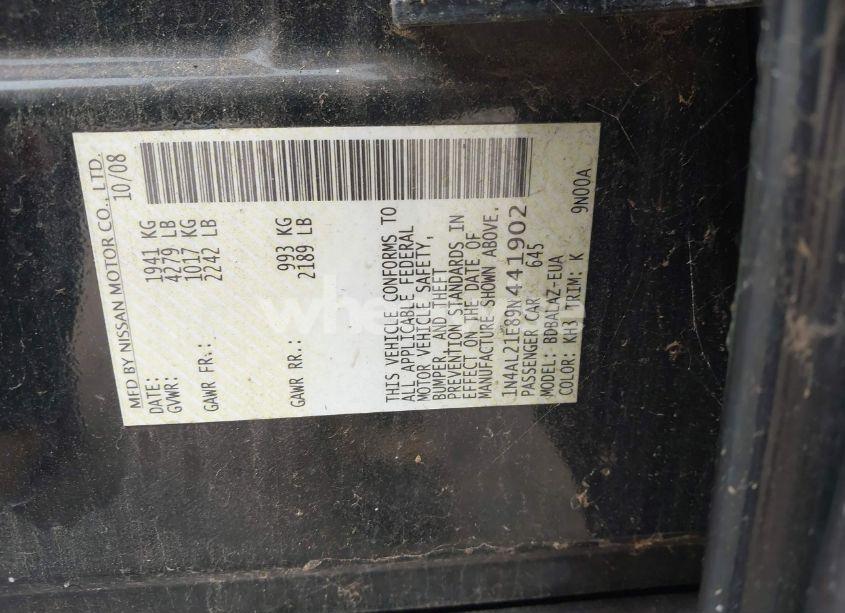 MFD BY NISSAN MOTOR CO., LTD.
DATE: 10/08
GVWR: 1941 KG
4279 LB
GAWR FR: 1017 KG
2242 LB
GAWR RR: 993 KG
2189 LB
THIS VEHICLE CONFORMS TO
ALL APPLICABLE FEDERAL
MOTOR VEHICLE SAFETY,
BUMPER, AND THEFT
PREVENTION STANDARDS IN
EFFECT ON THE DATE OF
MANUFACTURE SHOWN ABOVE.
1N4AL21E89N441902
PASSENGER CAR 645
MODEL: BDBALAZ-EUA
COLOR: KH3 TRIM: K 9N00A